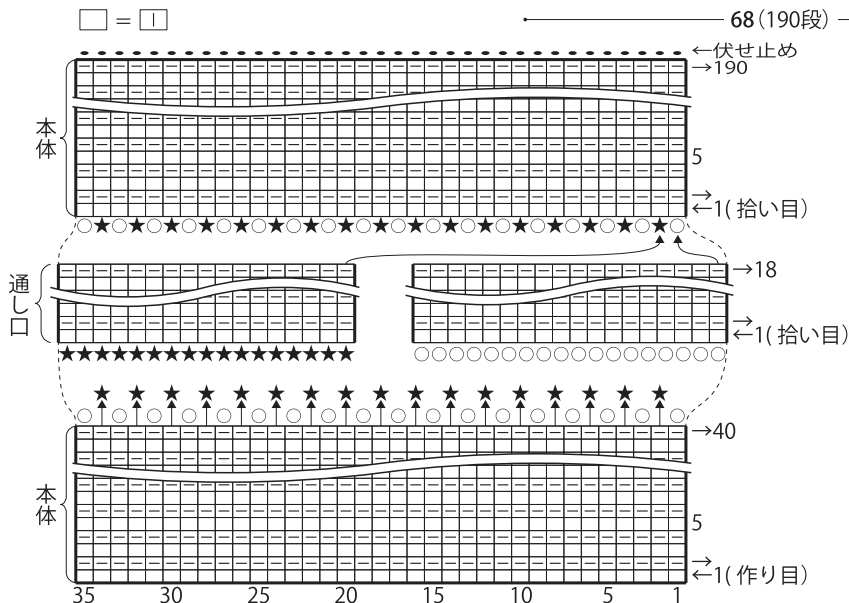 □ = |
68(190段)
←伏せ止め
→190
本体
5
→
←1(拾い目)
通し口
→18
→
←1(拾い目)
→40
本体
5
→
←1(作り目)
35 30 25 20 15 10 5 1